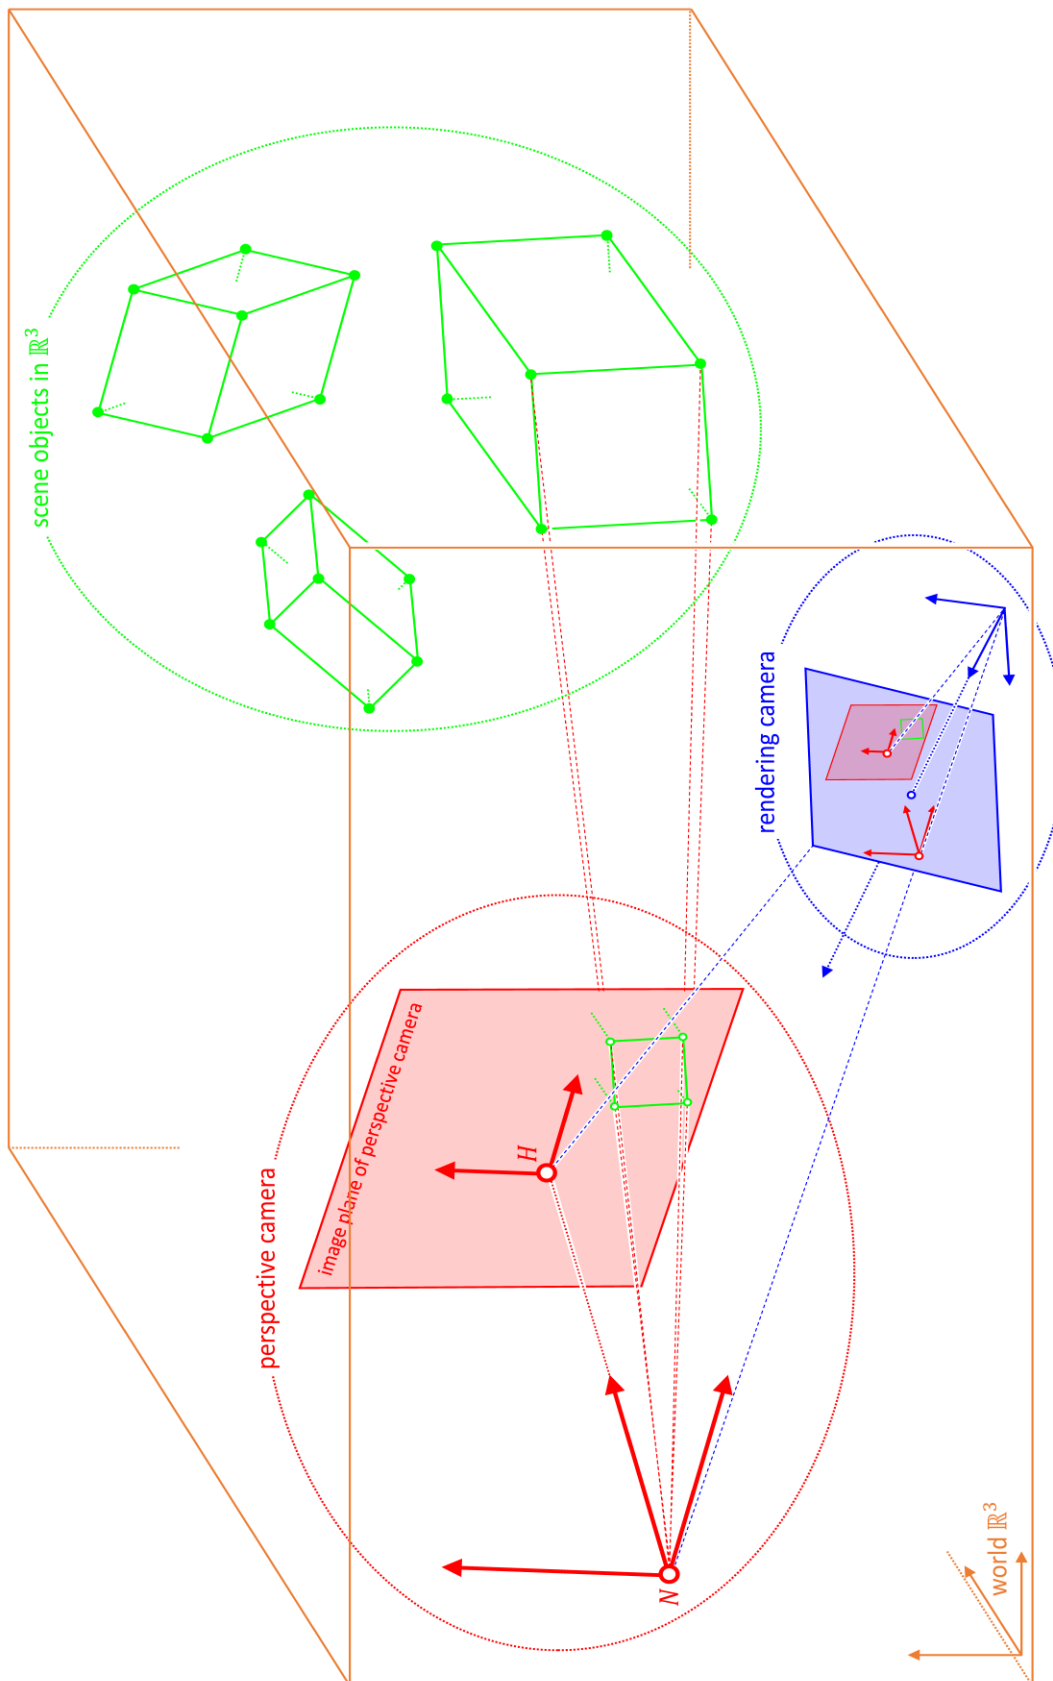 scene objects in ℝ³
rendering camera
perspective camera
image plane of perspective camera
H
N
world ℝ³